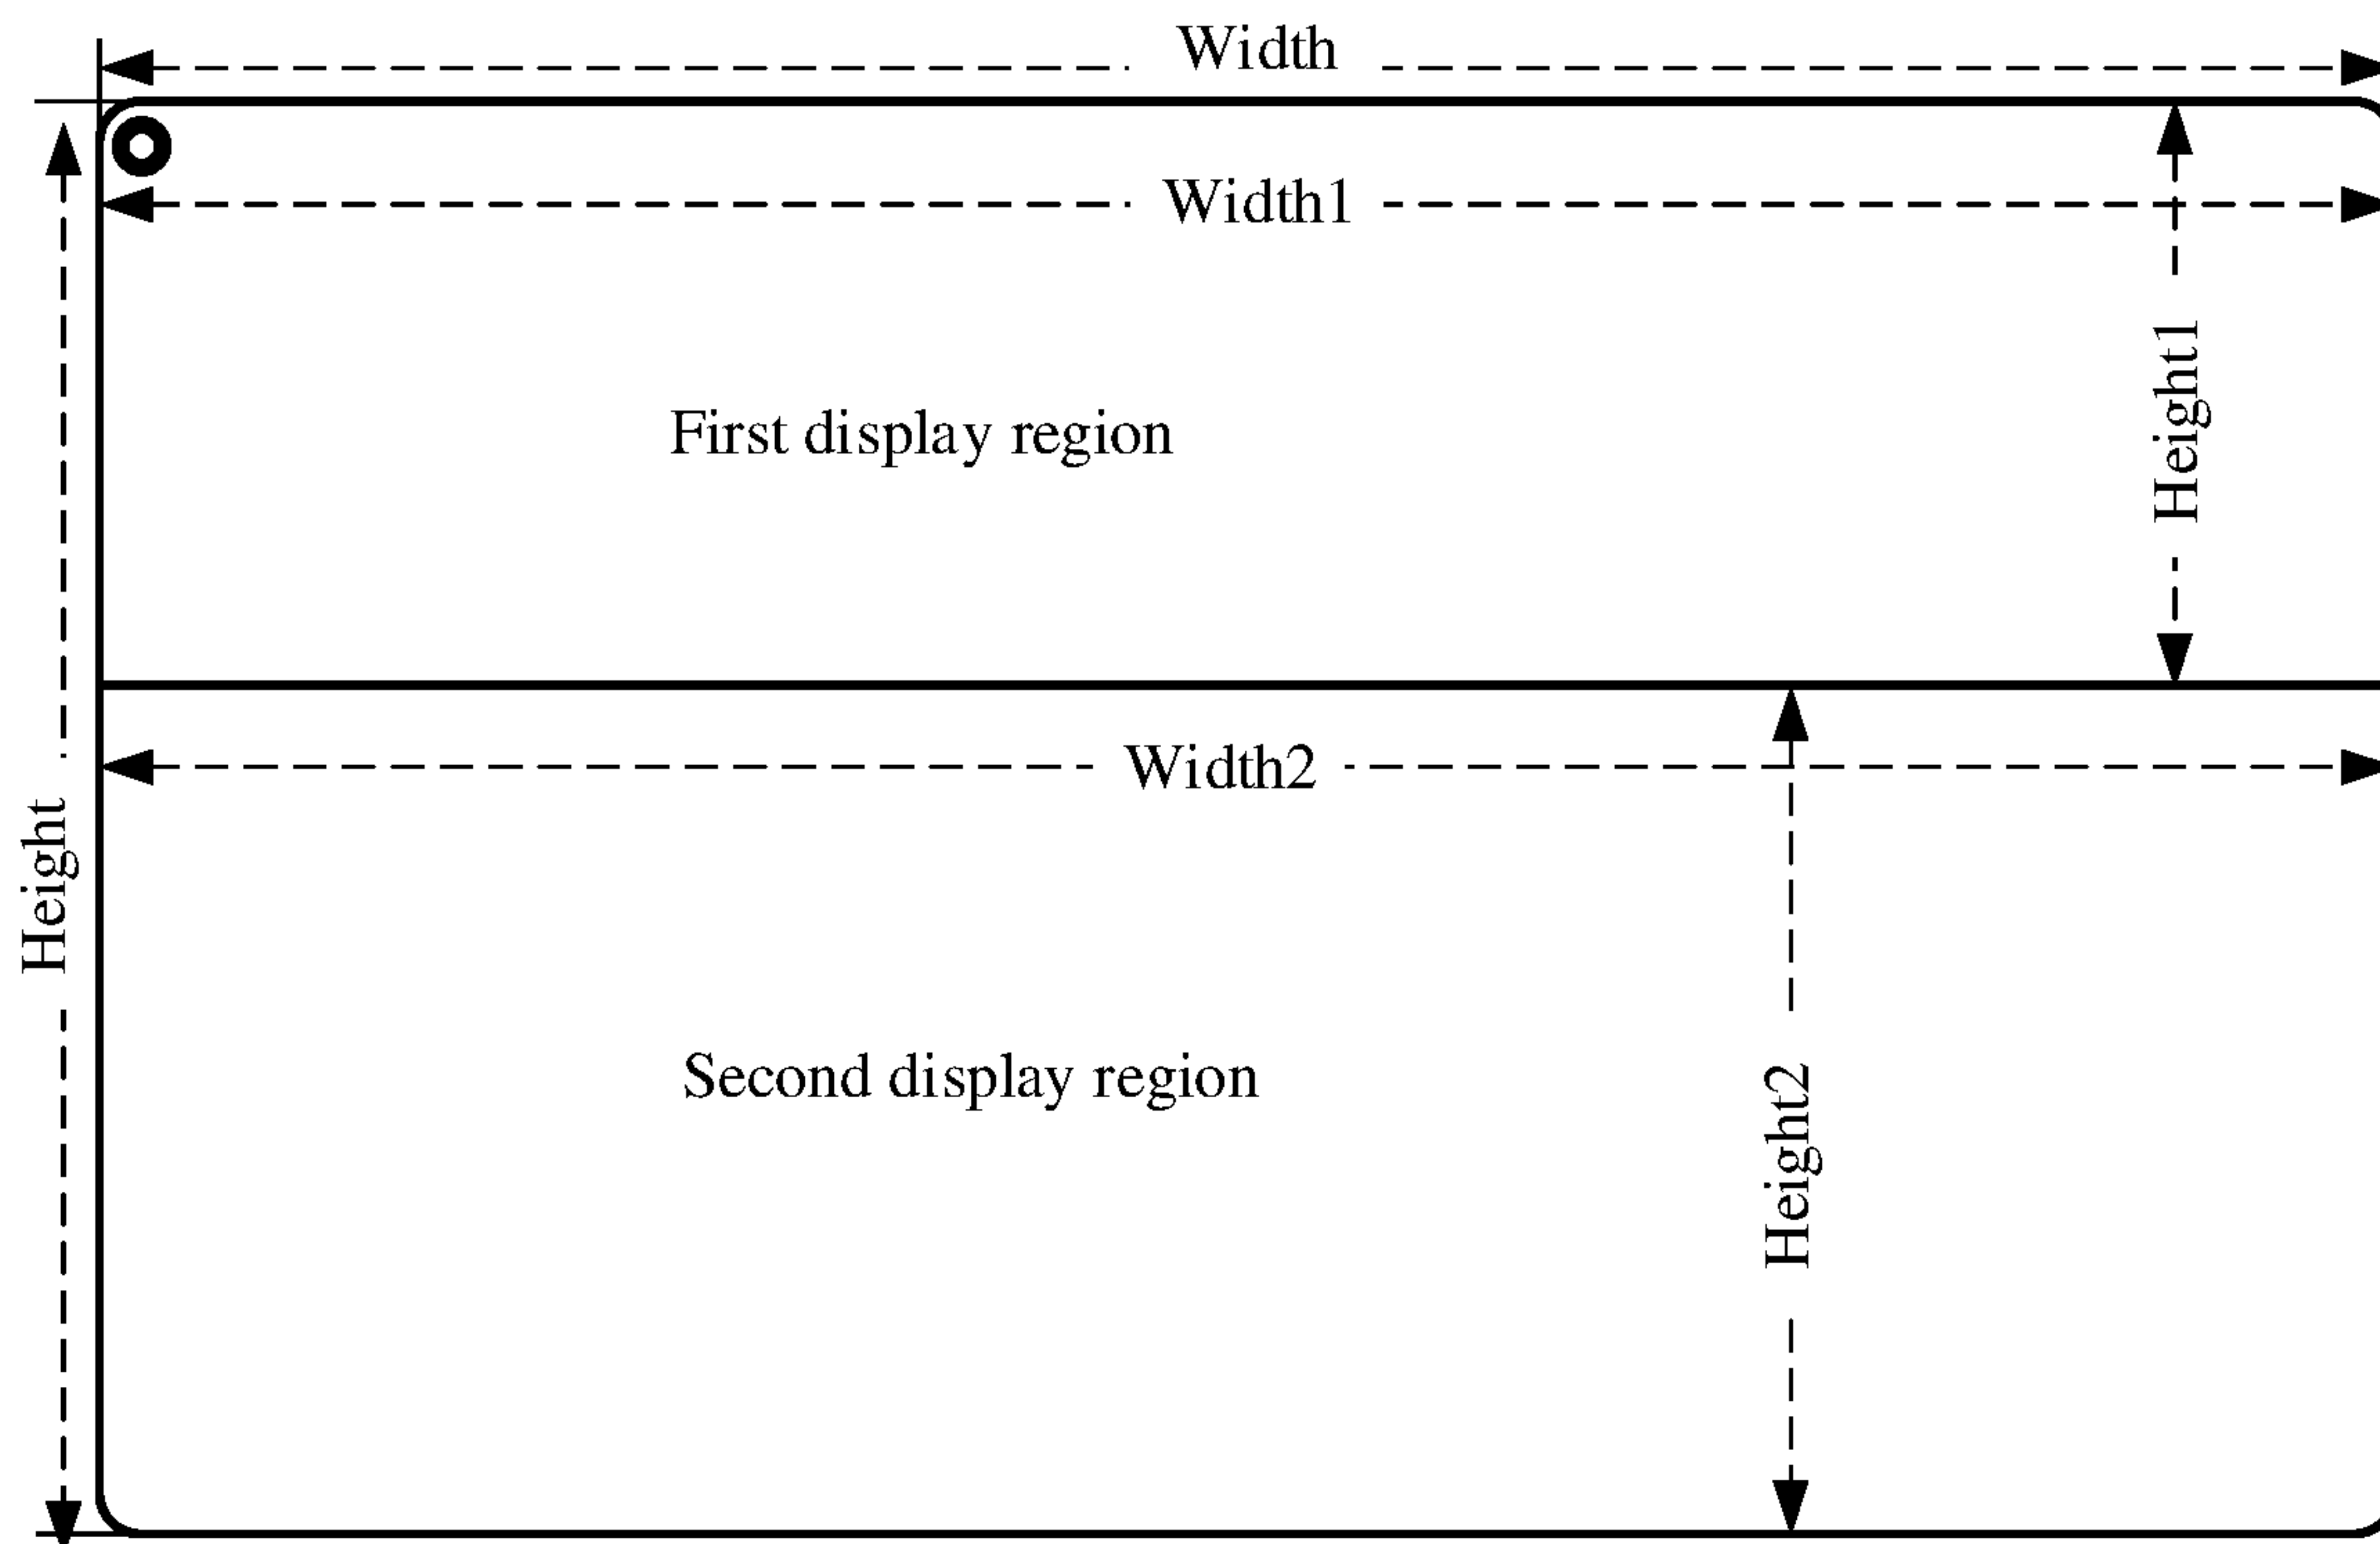 Width
Width1
Height1
First display region
Width2
Height
Second display region
Height2